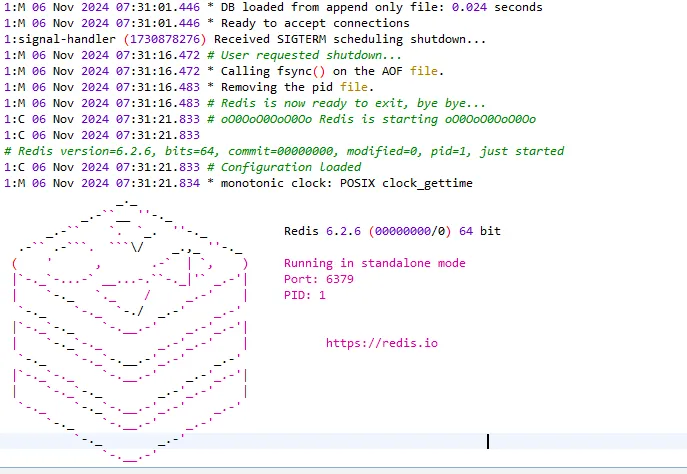 1:M 06 Nov 2024 07:31:01.446 * DB loaded from append only file: 0.024 seconds
1:M 06 Nov 2024 07:31:01.446 * Ready to accept connections
1:signal-handler (1730878276) Received SIGTERM scheduling shutdown...
1:M 06 Nov 2024 07:31:16.472 # User requested shutdown...
1:M 06 Nov 2024 07:31:16.472 * Calling fsync() on the AOF file.
1:M 06 Nov 2024 07:31:16.483 * Removing the pid file.
1:M 06 Nov 2024 07:31:16.483 # Redis is now ready to exit, bye bye...
1:C 06 Nov 2024 07:31:21.833 # oO0OoO0OoO0Oo Redis is starting oO0OoO0OoO0Oo
1:C 06 Nov 2024 07:31:21.833
# Redis version=6.2.6, bits=64, commit=00000000, modified=0, pid=1, just started
1:C 06 Nov 2024 07:31:21.833 # Configuration loaded
1:M 06 Nov 2024 07:31:21.834 * monotonic clock: POSIX clock_gettime
Redis 6.2.6 (00000000/0) 64 bit
Running in standalone mode
Port: 6379
PID: 1
https://redis.io